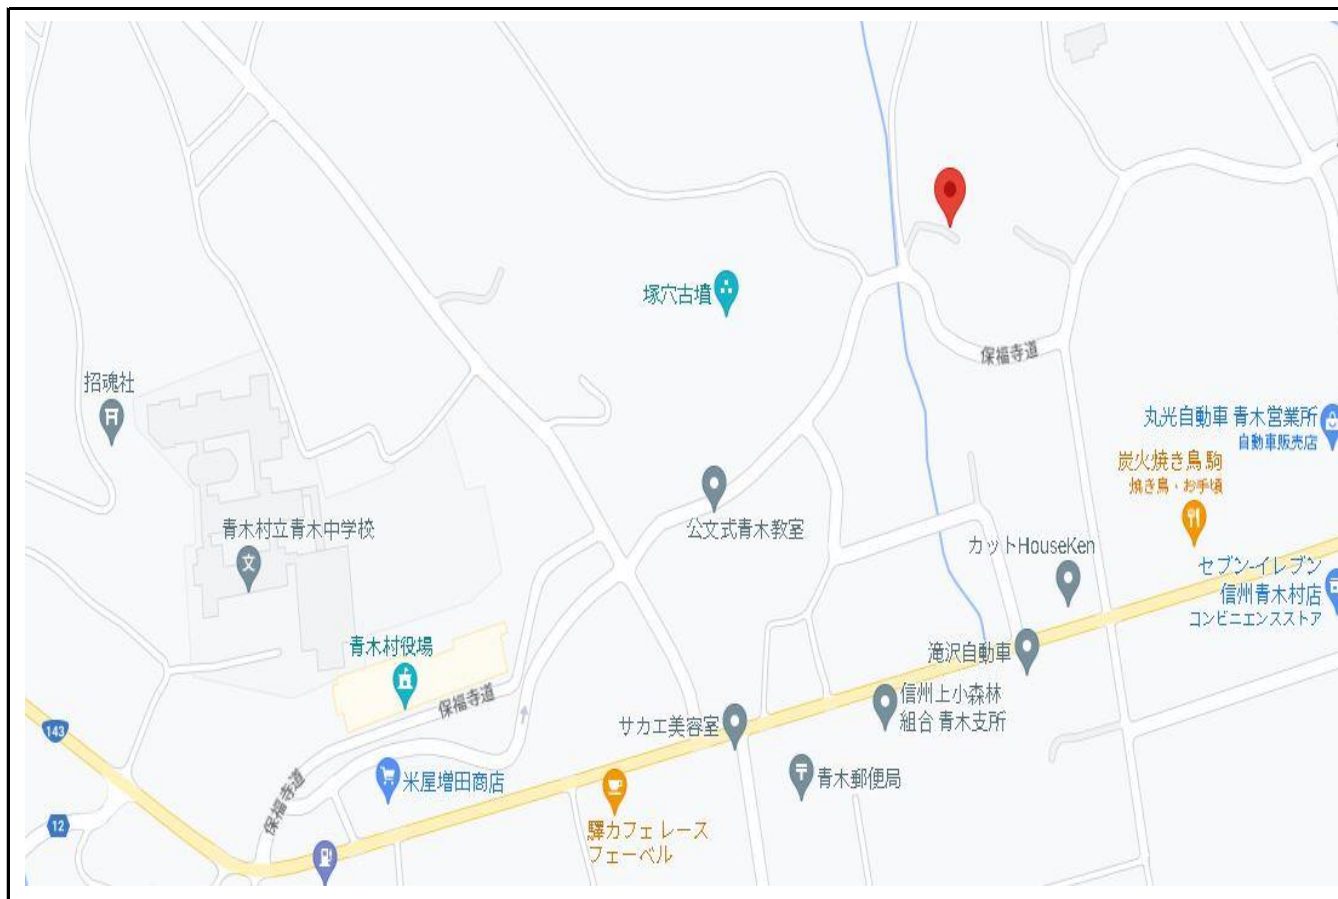 塚穴古墳
保福寺道
招魂社
丸光自動車 青木営業所
自動車販売店
炭火焼き鳥 駒
焼き鳥・お手頃
公文式青木教室
青木村立青木中学校
カットHouseKen
セブン-イレブン
信州青木村店
コンビニエンスストア
青木村役場
滝沢自動車
保福寺道
信州上小森林
組合 青木支所
サカエ美容室
143
米屋増田商店
青木郵便局
保福寺道
12
驛カフェ レース
フェーベル